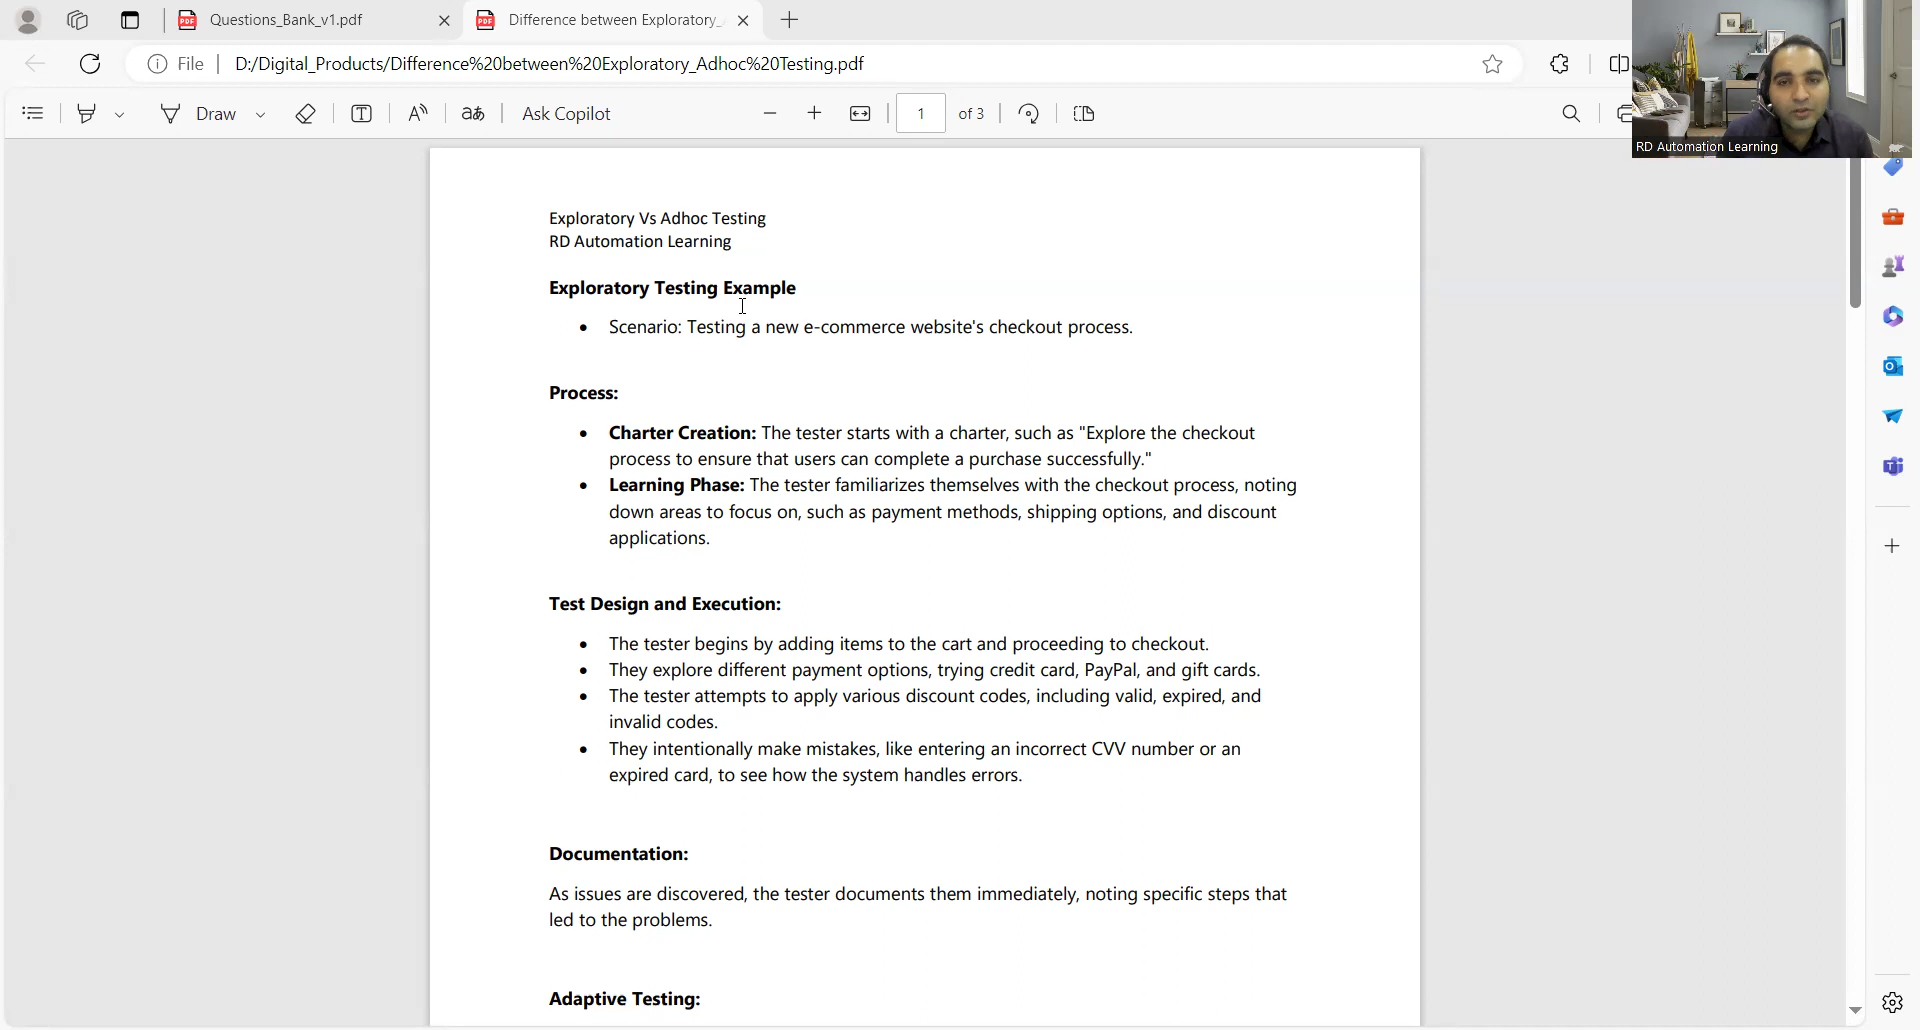 Questions_Bank_v1.pdf
Difference between Exploratory_
File
D:/Digital_Products/Difference%20between%20Exploratory_Adhoc%20Testing.pdf
Draw
aあ
Ask Copilot
1
of 3
RD Automation Learning
Exploratory Vs Adhoc Testing
RD Automation Learning
Exploratory Testing Example
• Scenario: Testing a new e-commerce website's checkout process.
Process:
• Charter Creation: The tester starts with a charter, such as "Explore the checkout
process to ensure that users can complete a purchase successfully."
• Learning Phase: The tester familiarizes themselves with the checkout process, noting
down areas to focus on, such as payment methods, shipping options, and discount
applications.
Test Design and Execution:
• The tester begins by adding items to the cart and proceeding to checkout.
• They explore different payment options, trying credit card, PayPal, and gift cards.
• The tester attempts to apply various discount codes, including valid, expired, and
invalid codes.
• They intentionally make mistakes, like entering an incorrect CVV number or an
expired card, to see how the system handles errors.
Documentation:
As issues are discovered, the tester documents them immediately, noting specific steps that
led to the problems.
Adaptive Testing: